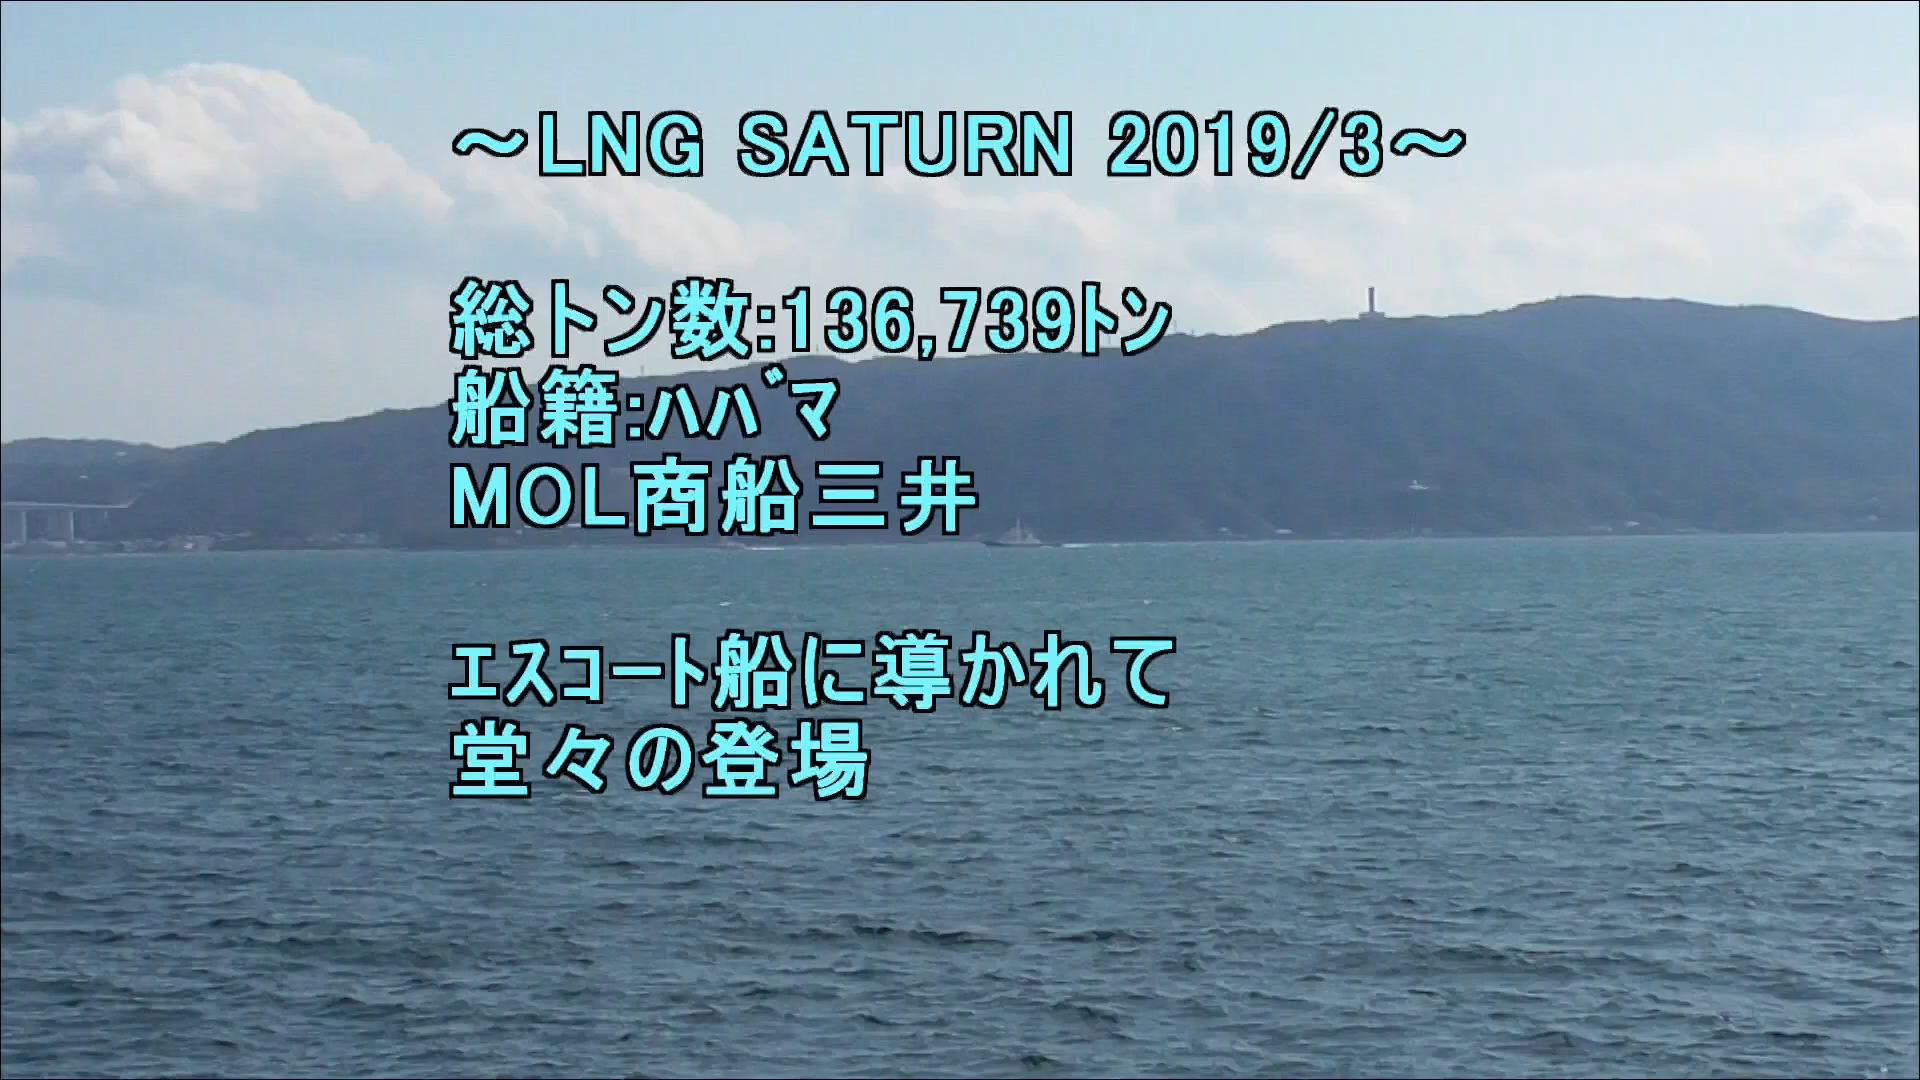 ～LNG SATURN 2019/3～
総トン数:136,739ﾄﾝ
船籍:ﾊﾊﾞﾏ
MOL商船三井
ｴｽｺｰﾄ船に導かれて
堂々の登場